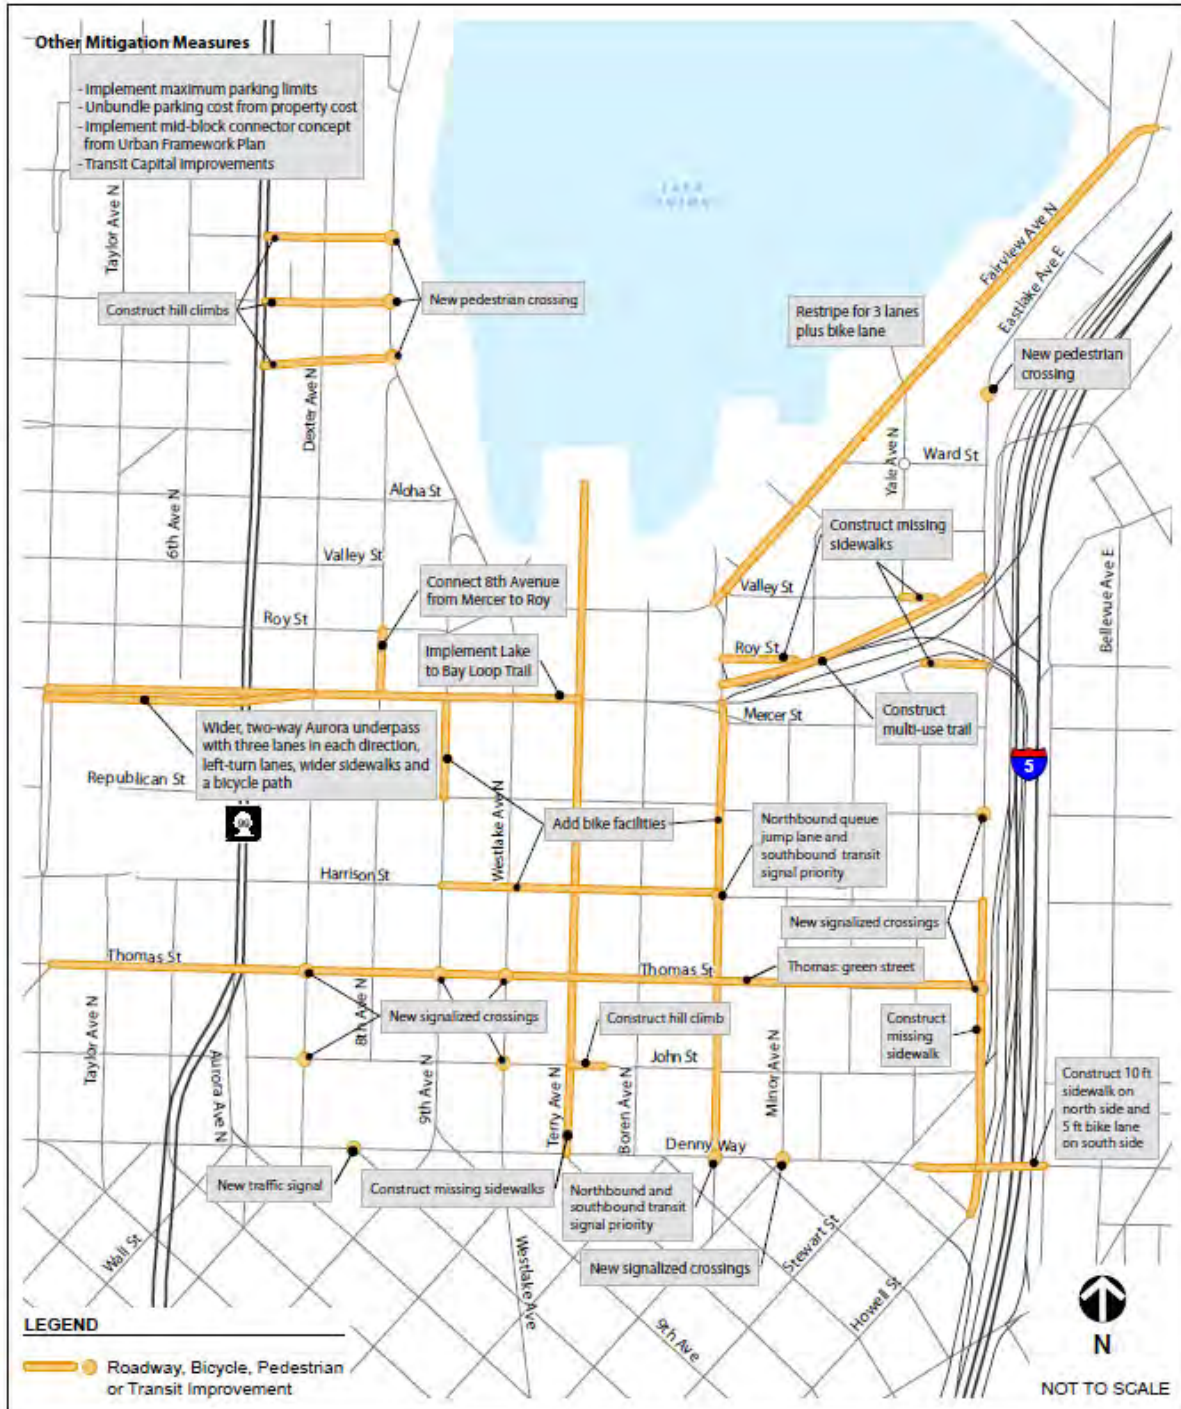 Other Mitigation Measures
- Implement maximum parking limits
- Unbundle parking cost from property cost
- Implement mid-block connector concept
from Urban Framework Plan
- Transit Capital Improvements
LAKE
UNION
Taylor Ave N
Fairview Ave N
Eastlake Ave E
Construct hill climbs
New pedestrian crossing
Restripe for 3 lanes
plus bike lane
New pedestrian
crossing
Dexter Ave N
Yale Ave N
Ward St
Aloha St
6th Ave N
Construct missing
sidewalks
Valley St
Connect 8th Avenue
from Mercer to Roy
Valley St
Bellevue Ave E
Roy St
Implement Lake
to Bay Loop Trail
Roy St
Mercer St
Construct
multi-use trail
Wider, two-way Aurora underpass
with three lanes in each direction,
left-turn lanes, wider sidewalks and
a bicycle path
Republican St
5
99
Westlake Ave N
Add bike facilities
Northbound queue
jump lane and
southbound transit
signal priority
Harrison St
New signalized crossings
Thomas St
Thomas St
Thomas: green street
Taylor Ave N
8th Ave N
New signalized crossings
Construct hill climb
Construct
missing
sidewalk
Aurora Ave N
9th Ave N
Terry Ave N
Boren Ave N
John St
Minor Ave N
Construct 10 ft
sidewalk on
north side and
5 ft bike lane
on south side
Denny Way
New traffic signal
Construct missing sidewalks
Northbound and
southbound transit
signal priority
New signalized crossings
Wall St
Westlake Ave
9th Ave
Stewart St
Howell St
LEGEND
Roadway, Bicycle, Pedestrian
or Transit Improvement
N
NOT TO SCALE